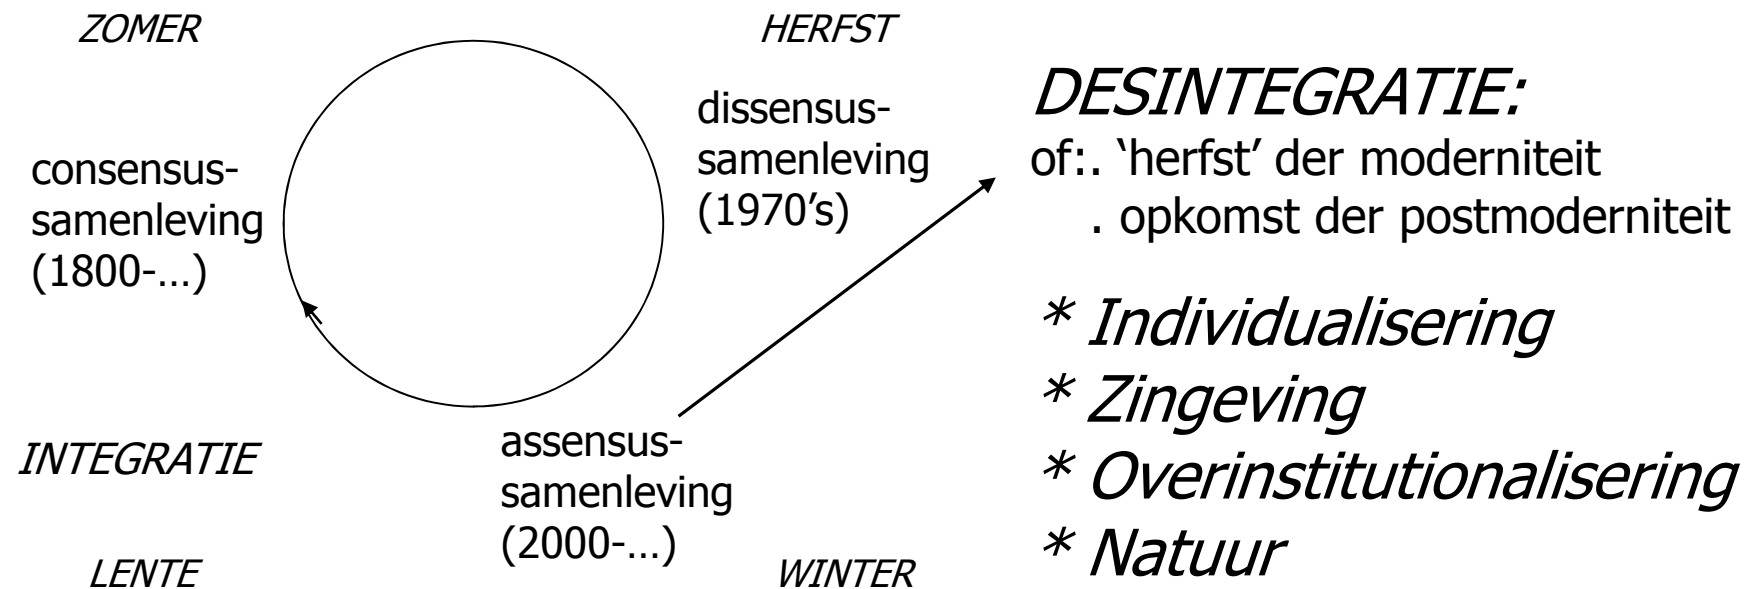 ZOMER
HERFST
consensus-
samenleving
(1800-…)
dissensus-
samenleving
(1970’s)
INTEGRATIE
assensus-
samenleving
(2000-…)
LENTE
WINTER
DESINTEGRATIE:
of:. ‘herfst’ der moderniteit
. opkomst der postmoderniteit
* Individualisering
* Zingeving
* Overinstitutionalisering
* Natuur